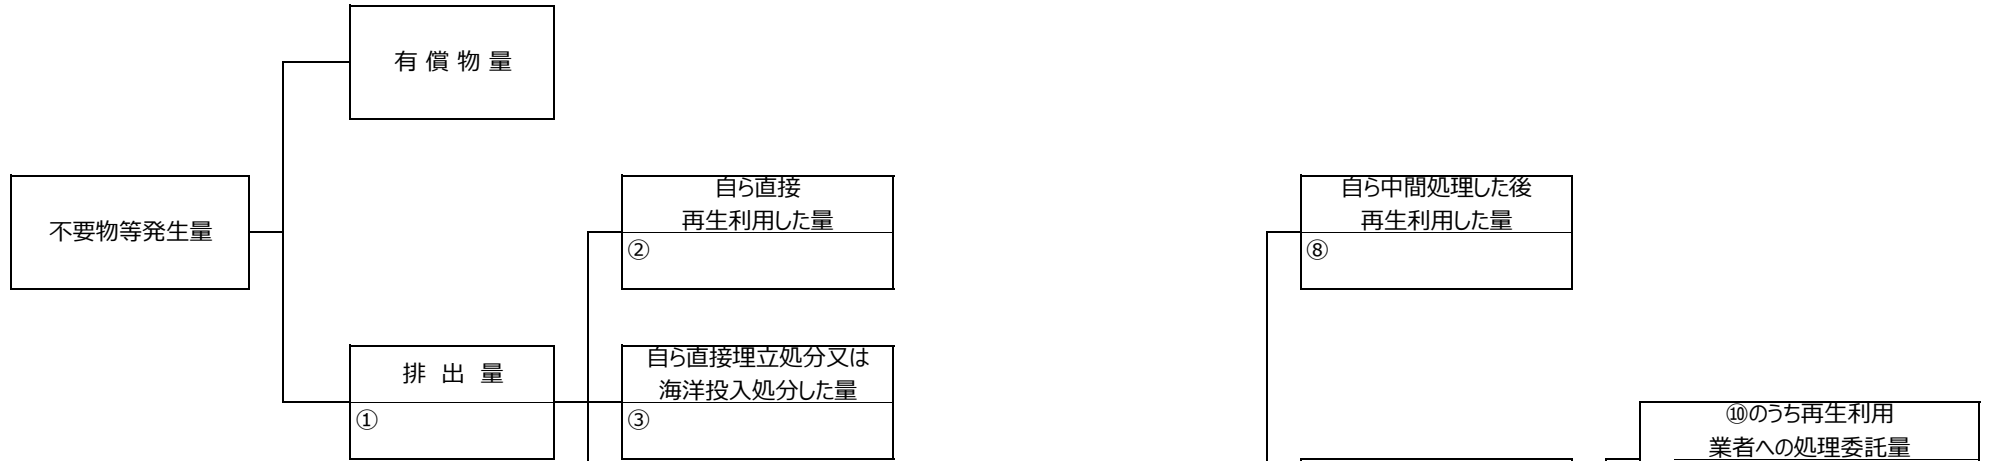 有 償 物 量
不要物等発生量
自ら直接
再生利用した量
②
自ら中間処理した後
再生利用した量
⑧
排 出 量
①
自ら直接埋立処分又は
海洋投入処分した量
③
⑩のうち再生利用
業者への処理委託量